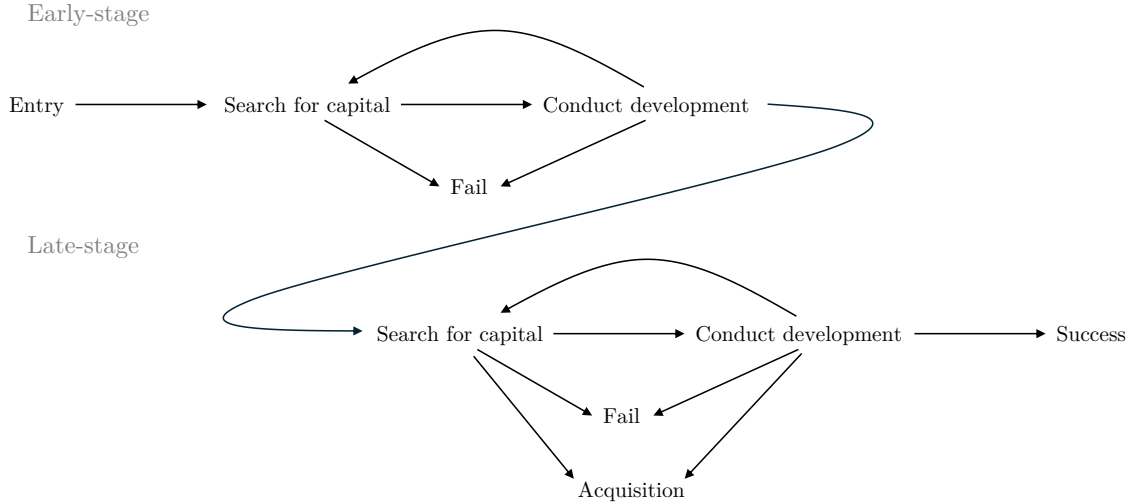 Early-stage
Entry
Search for capital
Conduct development
Fail
Late-stage
Search for capital
Conduct development
Success
Fail
Acquisition